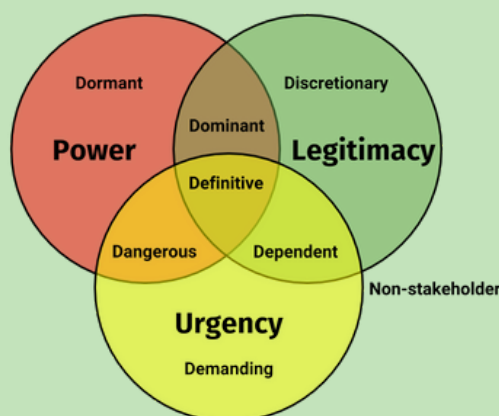 Dormant
Discretionary
Dominant
Power
Legitimacy
Definitive
Dangerous
Dependent
Non-stakeholder
Urgency
Demanding